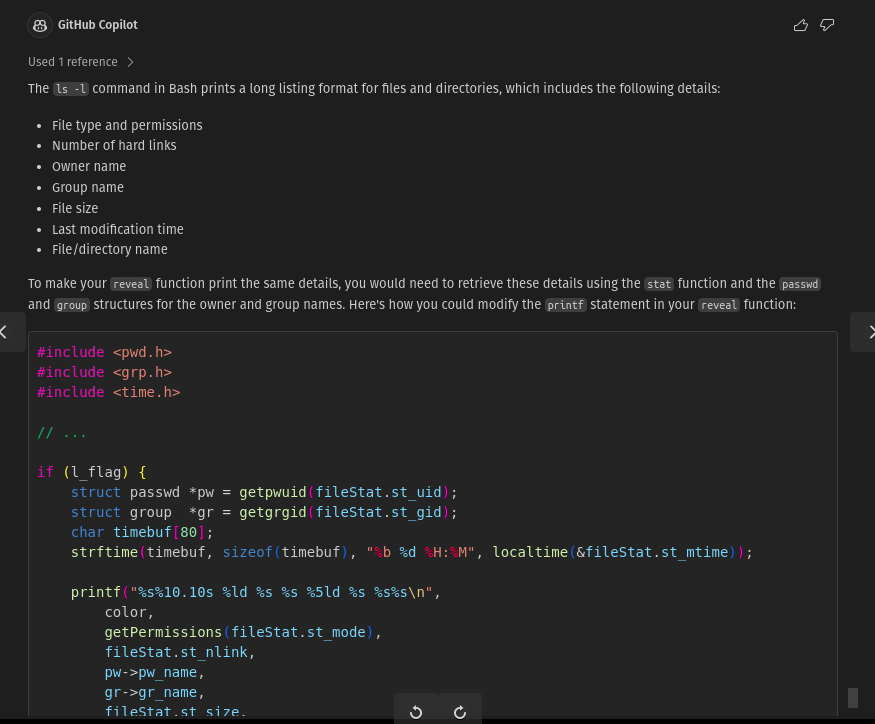 GitHub Copilot
Used 1 reference
The ls -l command in Bash prints a long listing format for files and directories, which includes the following details:
File type and permissions
Number of hard links
Owner name
Group name
File size
Last modification time
File/directory name
To make your reveal function print the same details, you would need to retrieve these details using the stat function and the passwd
and group structures for the owner and group names. Here's how you could modify the printf statement in your reveal function:
#include <pwd.h>
#include <grp.h>
#include <time.h>
// ...
if (l_flag) {
    struct passwd *pw = getpwuid(fileStat.st_uid);
    struct group  *gr = getgrgid(fileStat.st_gid);
    char timebuf[80];
    strftime(timebuf, sizeof(timebuf), "%b %d %H:%M", localtime(&fileStat.st_mtime));
    printf("%s%10.10s %ld %s %s %5ld %s %s%s\n",
        color,
        getPermissions(fileStat.st_mode),
        fileStat.st_nlink,
        pw->pw_name,
        gr->gr_name,
        fileStat.st_size,